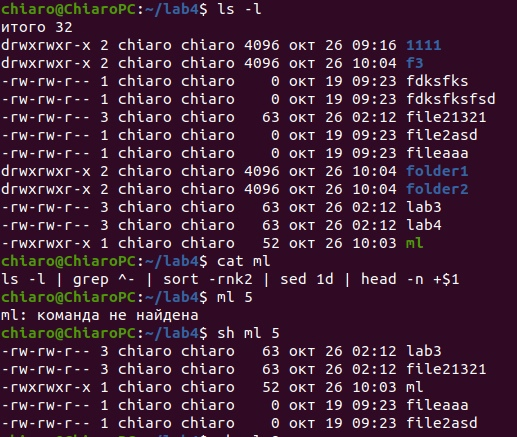 chiaro@ChiaroPC:~/lab4$ ls -l
итого 32
drwxrwxr-x 2 chiaro chiaro 4096 окт 26 09:16 1111
drwxrwxr-x 2 chiaro chiaro 4096 окт 26 10:04 f3
-rw-rw-r-- 1 chiaro chiaro    0 окт 19 09:23 fdksfks
-rw-rw-r-- 1 chiaro chiaro    0 окт 19 09:23 fdksfksfsd
-rw-rw-r-- 3 chiaro chiaro   63 окт 26 02:12 file21321
-rw-rw-r-- 1 chiaro chiaro    0 окт 19 09:23 file2asd
-rw-rw-r-- 1 chiaro chiaro    0 окт 19 09:23 fileaaa
drwxrwxr-x 2 chiaro chiaro 4096 окт 26 10:04 folder1
drwxrwxr-x 2 chiaro chiaro 4096 окт 26 10:04 folder2
-rw-rw-r-- 3 chiaro chiaro   63 окт 26 02:12 lab3
-rw-rw-r-- 3 chiaro chiaro   63 окт 26 02:12 lab4
-rwxrwxr-x 1 chiaro chiaro   52 окт 26 10:03 ml
chiaro@ChiaroPC:~/lab4$ cat ml
ls -l | grep ^- | sort -rnk2 | sed 1d | head -n +$1
chiaro@ChiaroPC:~/lab4$ ml 5
ml: команда не найдена
chiaro@ChiaroPC:~/lab4$ sh ml 5
-rw-rw-r-- 3 chiaro chiaro   63 окт 26 02:12 lab3
-rw-rw-r-- 3 chiaro chiaro   63 окт 26 02:12 file21321
-rwxrwxr-x 1 chiaro chiaro   52 окт 26 10:03 ml
-rw-rw-r-- 1 chiaro chiaro    0 окт 19 09:23 fileaaa
-rw-rw-r-- 1 chiaro chiaro    0 окт 19 09:23 file2asd